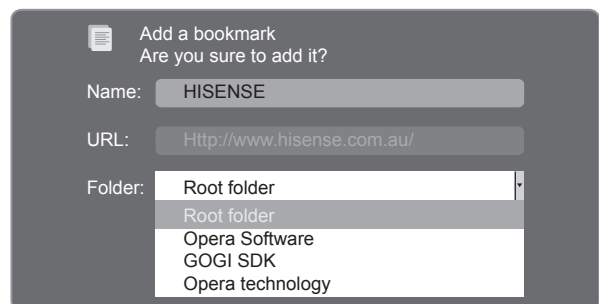 Add a bookmark
Are you sure to add it?
Name: HISENSE
URL: Http://www.hisense.com.au/
Folder: Root folder
Root folder
Opera Software
GOGI SDK
Opera technology